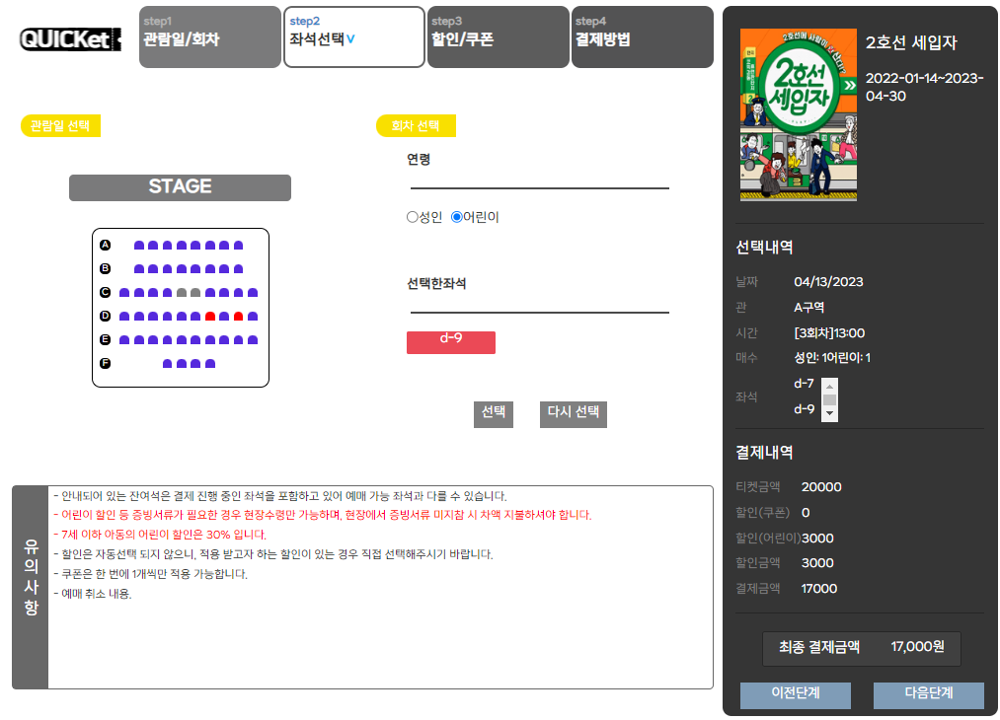 QUICKet
step1
관람일/회차
step2
좌석선택 V
step3
할인/쿠폰
step4
결제방법
관람일 선택
STAGE
A
B
C
D
E
F
회차 선택
연령
성인 어린이
선택한좌석
d-9
선택 다시 선택
유의사항
- 안내되어 있는 잔여석은 결제 진행 중인 좌석을 포함하고 있어 예매 가능 좌석과 다를 수 있습니다.
- 어린이 할인 등 증빙서류가 필요한 경우 현장수령만 가능하며, 현장에서 증빙서류 미지참 시 차액 지불하셔야 합니다.
- 7세 이하 아동의 어린이 할인은 30% 입니다.
- 할인은 자동선택 되지 않으니, 적용 받고자 하는 할인이 있는 경우 직접 선택해주시기 바랍니다.
- 쿠폰은 한 번에 1개씩만 적용 가능합니다.
- 예매 취소 내용.
2호선
세입자
2호선 세입자
2022-01-14~2023-
04-30
선택내역
날짜 04/13/2023
관 A구역
시간 [3회차]13:00
매수 성인: 1어린이: 1
좌석 d-7
d-9
결제내역
티켓금액 20000
할인(쿠폰) 0
할인(어린이)3000
할인금액 3000
결제금액 17000
최종 결제금액 17,000원
이전단계 다음단계